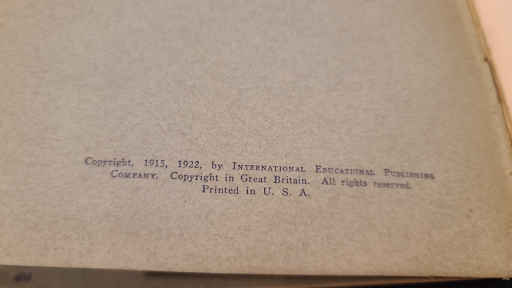 Copyright, 1915, 1922, by INTERNATIONAL EDUCATIONAL PUBLISHING
COMPANY. Copyright in Great Britain. All rights reserved.
Printed in U. S. A.